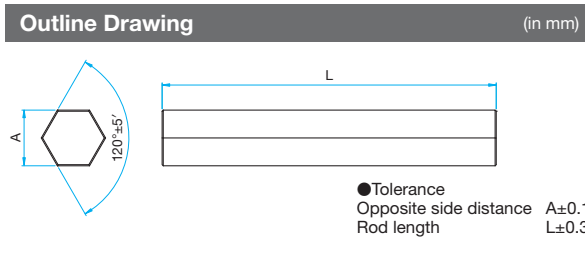 Outline Drawing (in mm)
L
A
120°±5′
●Tolerance
Opposite side distance A±0.1
Rod length L±0.3